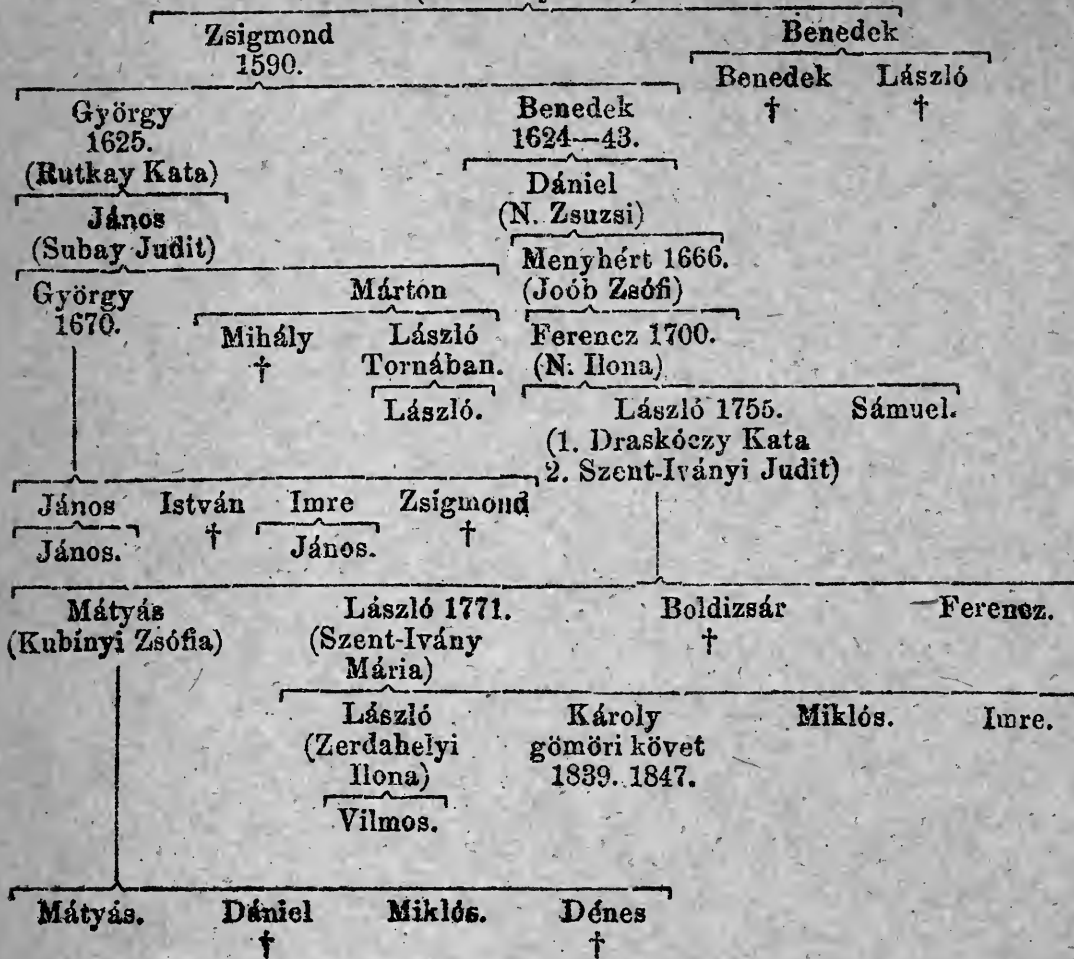 Zsigmond Benedek
1590.
Benedek László
† †
György Benedek
1625. 1624—43.
(Rutkay Kata) Dániel
János (N. Zsuzsi)
(Subay Judit) Menyhért 1666.
György Márton (Joób Zsófi)
1670. Mihály László Ferencz 1700.
† Tornában. (N. Ilona)
László. László 1755. Sámuel.
(1. Draskóczy Kata
2. Szent-Iványi Judit)
János István Imre Zsigmond
† †
János. János.
Mátyás László 1771. Boldizsár Ferencz.
(Kubínyi Zsófia) (Szent-Ivány †
Mária)
László Károly Miklós. Imre.
(Zerdahelyi gömöri követ
Ilona) 1839. 1847.
Vilmos.
Mátyás. Dániel Miklós. Dénes
† †